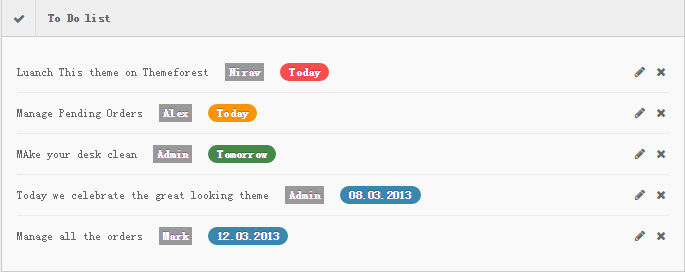 To Do list
Luanch This theme on Themeforest Nirav Today
Manage Pending Orders Alex Today
MAke your desk clean Admin Tomorrow
Today we celebrate the great looking theme Admin 08.03.2013
Manage all the orders Mark 12.03.2013